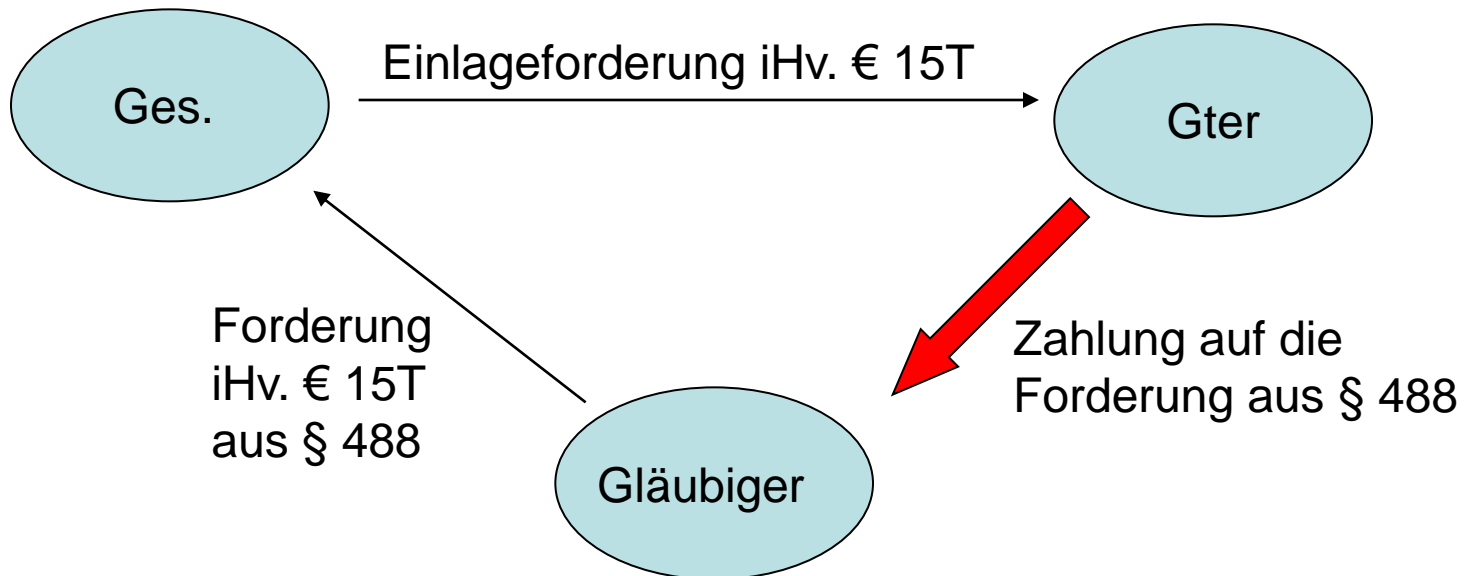 Einlageforderung iHv. € 15T
Ges.
Gter
Forderung
iHv. € 15T
aus § 488
Zahlung auf die
Forderung aus § 488
Gläubiger